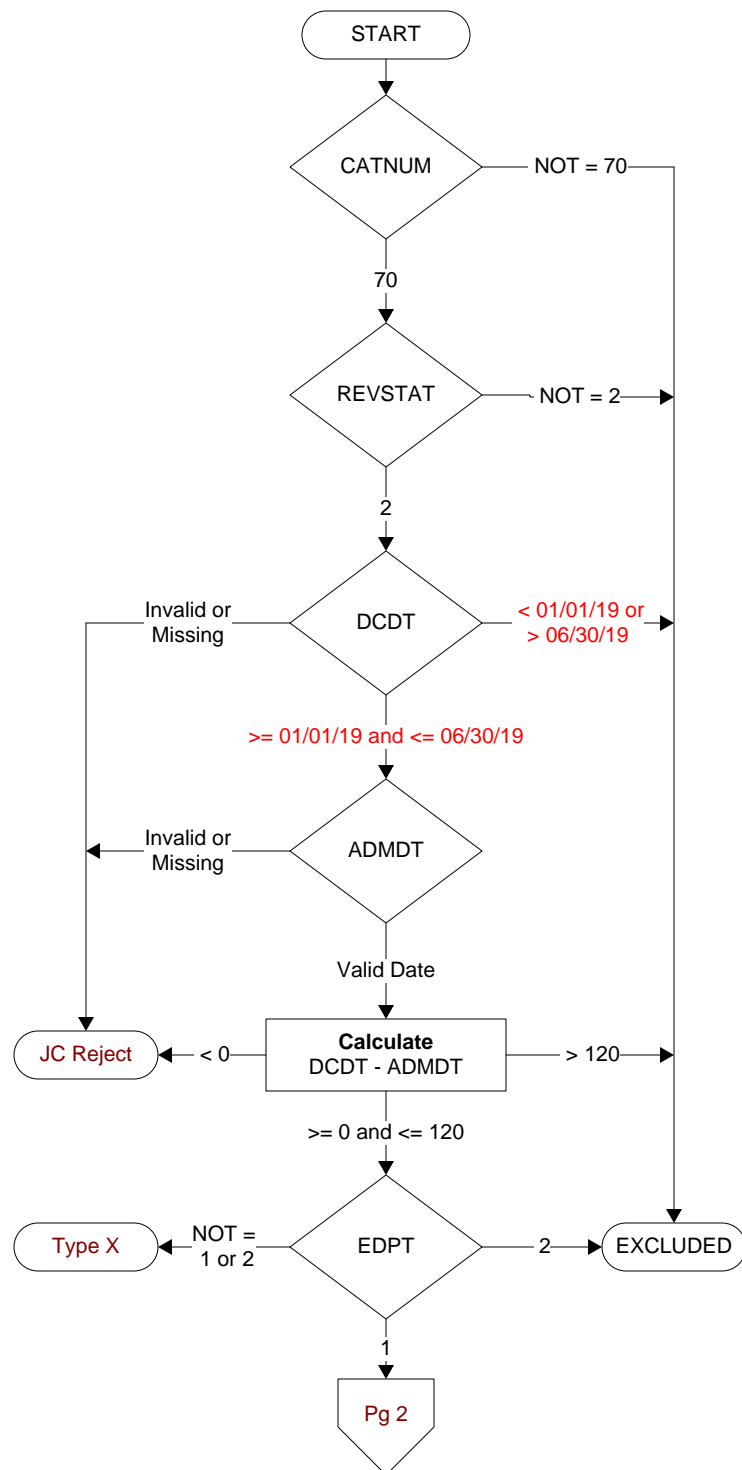 START
CATNUM
NOT = 70
70
REVSTAT
NOT = 2
2
Invalid or
Missing
DCDT
< 01/01/19 or
> 06/30/19
>= 01/01/19 and <= 06/30/19
Invalid or
Missing
ADMDT
Valid Date
JC Reject
< 0
Calculate
DCDT - ADMDT
> 120
>= 0 and <= 120
Type X
NOT =
1 or 2
EDPT
2
EXCLUDED
1
Pg 2